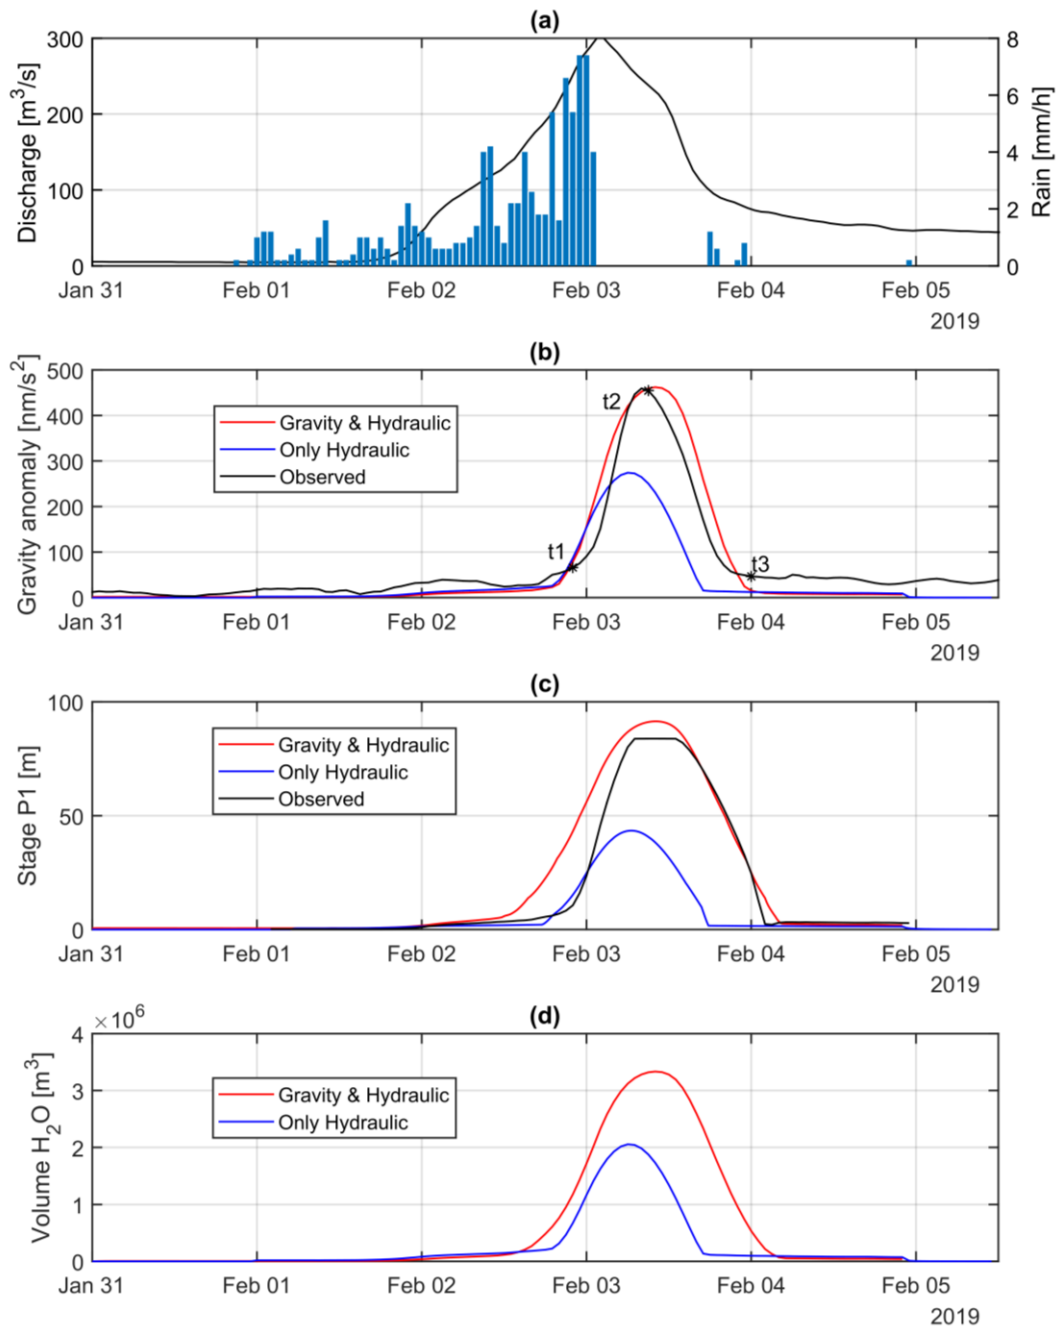 (a)
300
200
100
0
Discharge [m³/s]
8
6
4
2
0
Rain [mm/h]
Jan 31 Feb 01 Feb 02 Feb 03 Feb 04 Feb 05
2019
(b)
500
400
300
200
100
0
Gravity anomaly [nm/s²]
Gravity & Hydraulic
Only Hydraulic
Observed
t1
t2
t3
Jan 31 Feb 01 Feb 02 Feb 03 Feb 04 Feb 05
2019
(c)
100
50
0
Stage P1 [m]
Gravity & Hydraulic
Only Hydraulic
Observed
Jan 31 Feb 01 Feb 02 Feb 03 Feb 04 Feb 05
2019
(d)
×10⁶
4
3
2
1
0
Volume H₂O [m³]
Gravity & Hydraulic
Only Hydraulic
Jan 31 Feb 01 Feb 02 Feb 03 Feb 04 Feb 05
2019